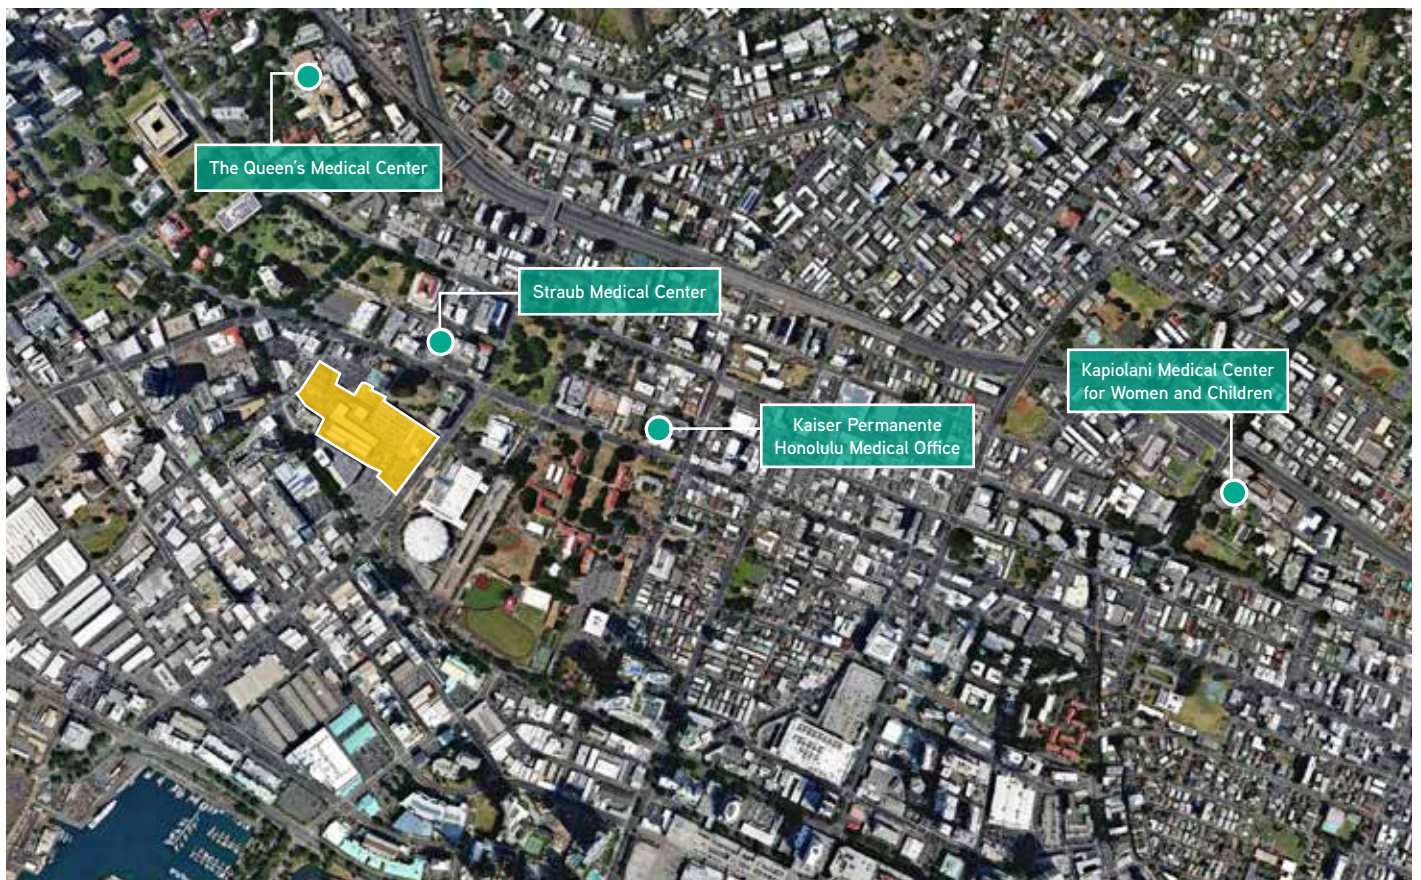 The Queen's Medical Center
Straub Medical Center
Kapiolani Medical Center
for Women and Children
Kaiser Permanente
Honolulu Medical Office